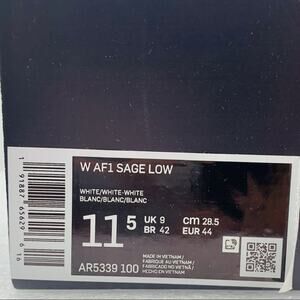 W AF1 SAGE LOW
WHITE/WHITE-WHITE
BLANC/BLANC/BLANC
11 5
UK 9
cm 28.5
BR 42
EUR 44
AR5339 100
MADE IN VIETNAM /
FABRIQUÉ AU VIETNAM /
FABRICADO NO VIETNÃ /
HECHO EN VIETNAM